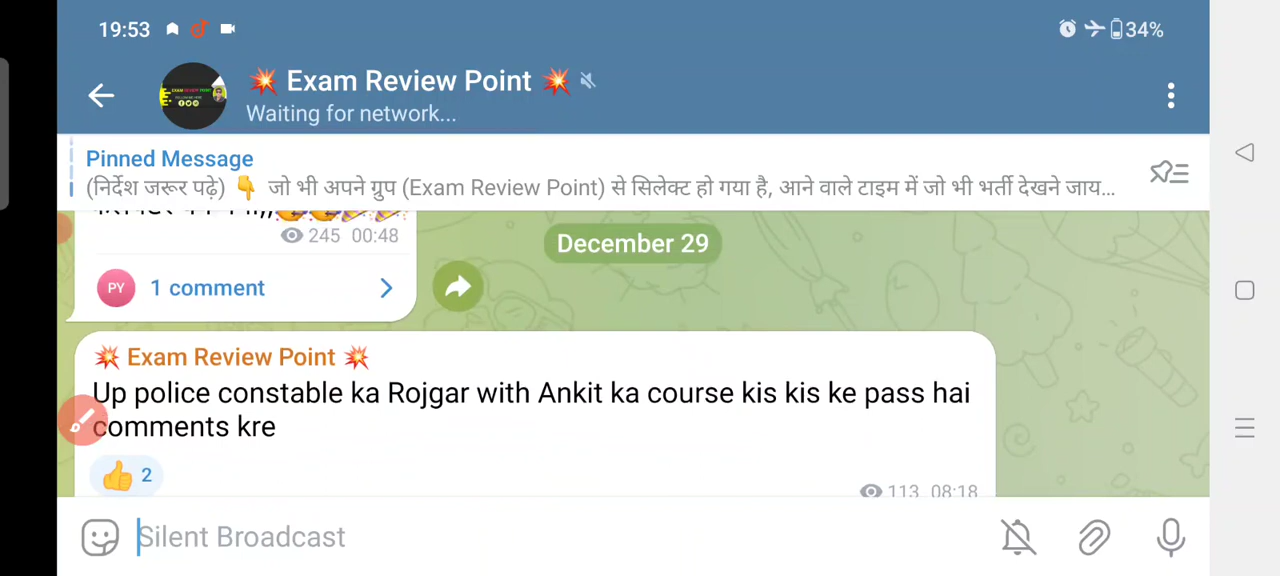 19:53
34%
💥 Exam Review Point 💥
Waiting for network...
Pinned Message
(निर्देश जरूर पढ़े) 👇 जो भी अपने ग्रुप (Exam Review Point) से सिलेक्ट हो गया है, आने वाले टाइम में जो भी भर्ती देखने जाय...
245 00:48
December 29
PY 1 comment
💥 Exam Review Point 💥
Up police constable ka Rojgar with Ankit ka course kis kis ke pass hai
comments kre
👍 2
113 08:18
Silent Broadcast